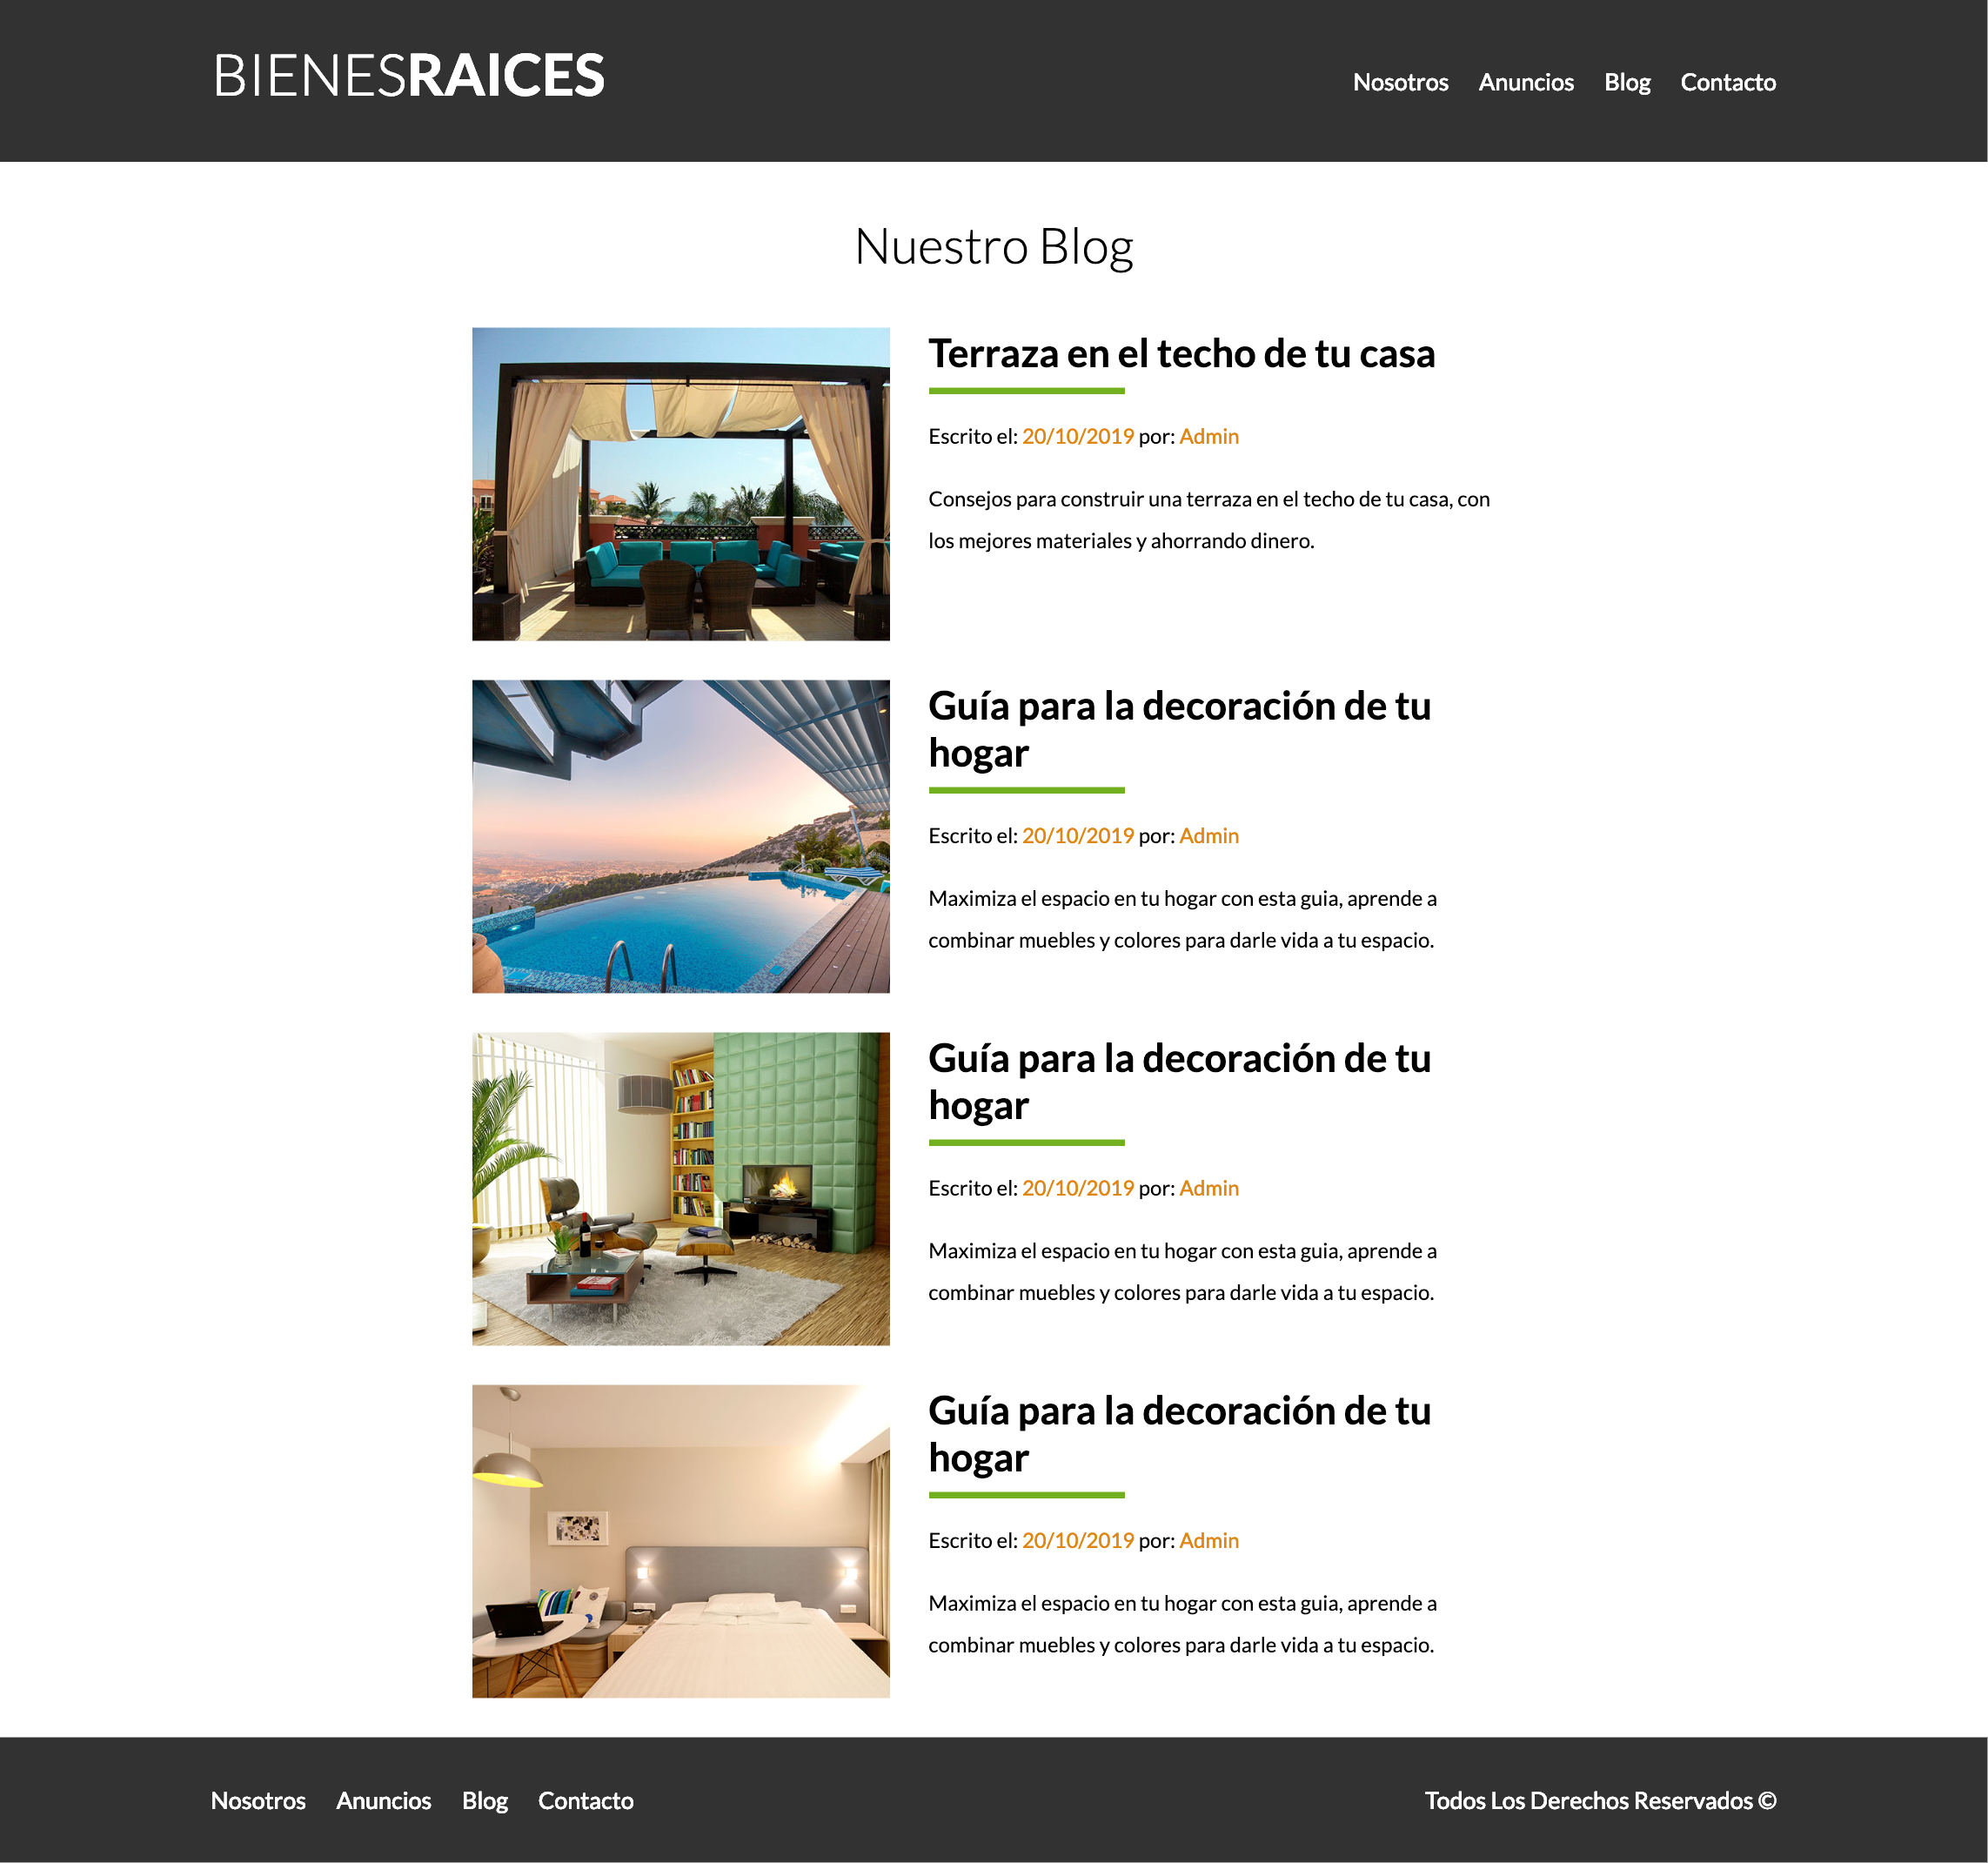 BIENESRAICES
Nosotros Anuncios Blog Contacto
Nuestro Blog
Terraza en el techo de tu casa
Escrito el: 20/10/2019 por: Admin
Consejos para construir una terraza en el techo de tu casa, con
los mejores materiales y ahorrando dinero.
Guía para la decoración de tu
hogar
Escrito el: 20/10/2019 por: Admin
Maximiza el espacio en tu hogar con esta guia, aprende a
combinar muebles y colores para darle vida a tu espacio.
Guía para la decoración de tu
hogar
Escrito el: 20/10/2019 por: Admin
Maximiza el espacio en tu hogar con esta guia, aprende a
combinar muebles y colores para darle vida a tu espacio.
Guía para la decoración de tu
hogar
Escrito el: 20/10/2019 por: Admin
Maximiza el espacio en tu hogar con esta guia, aprende a
combinar muebles y colores para darle vida a tu espacio.
Nosotros Anuncios Blog Contacto
Todos Los Derechos Reservados ©